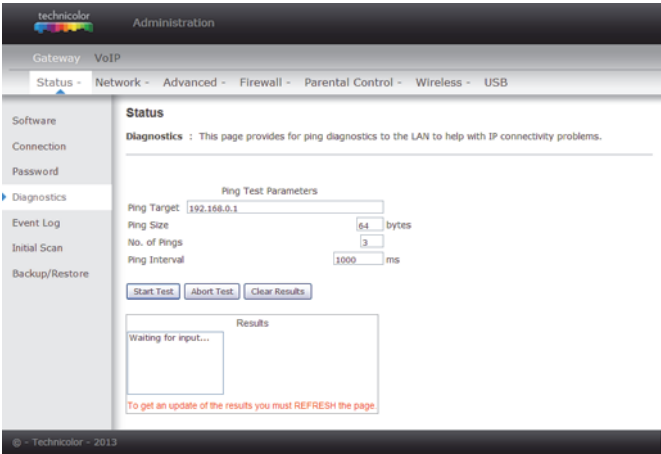 technicolor
Administration
Gateway VoIP
Status - Network - Advanced - Firewall - Parental Control - Wireless - USB
Software
Connection
Password
Diagnostics
Event Log
Initial Scan
Backup/Restore
Status
Diagnostics : This page provides for ping diagnostics to the LAN to help with IP connectivity problems.
Ping Test Parameters
Ping Target 192.168.0.1
Ping Size 64 bytes
No. of Pings 3
Ping Interval 1000 ms
Start Test Abort Test Clear Results
Results
Waiting for input...
To get an update of the results you must REFRESH the page.
© - Technicolor - 2013